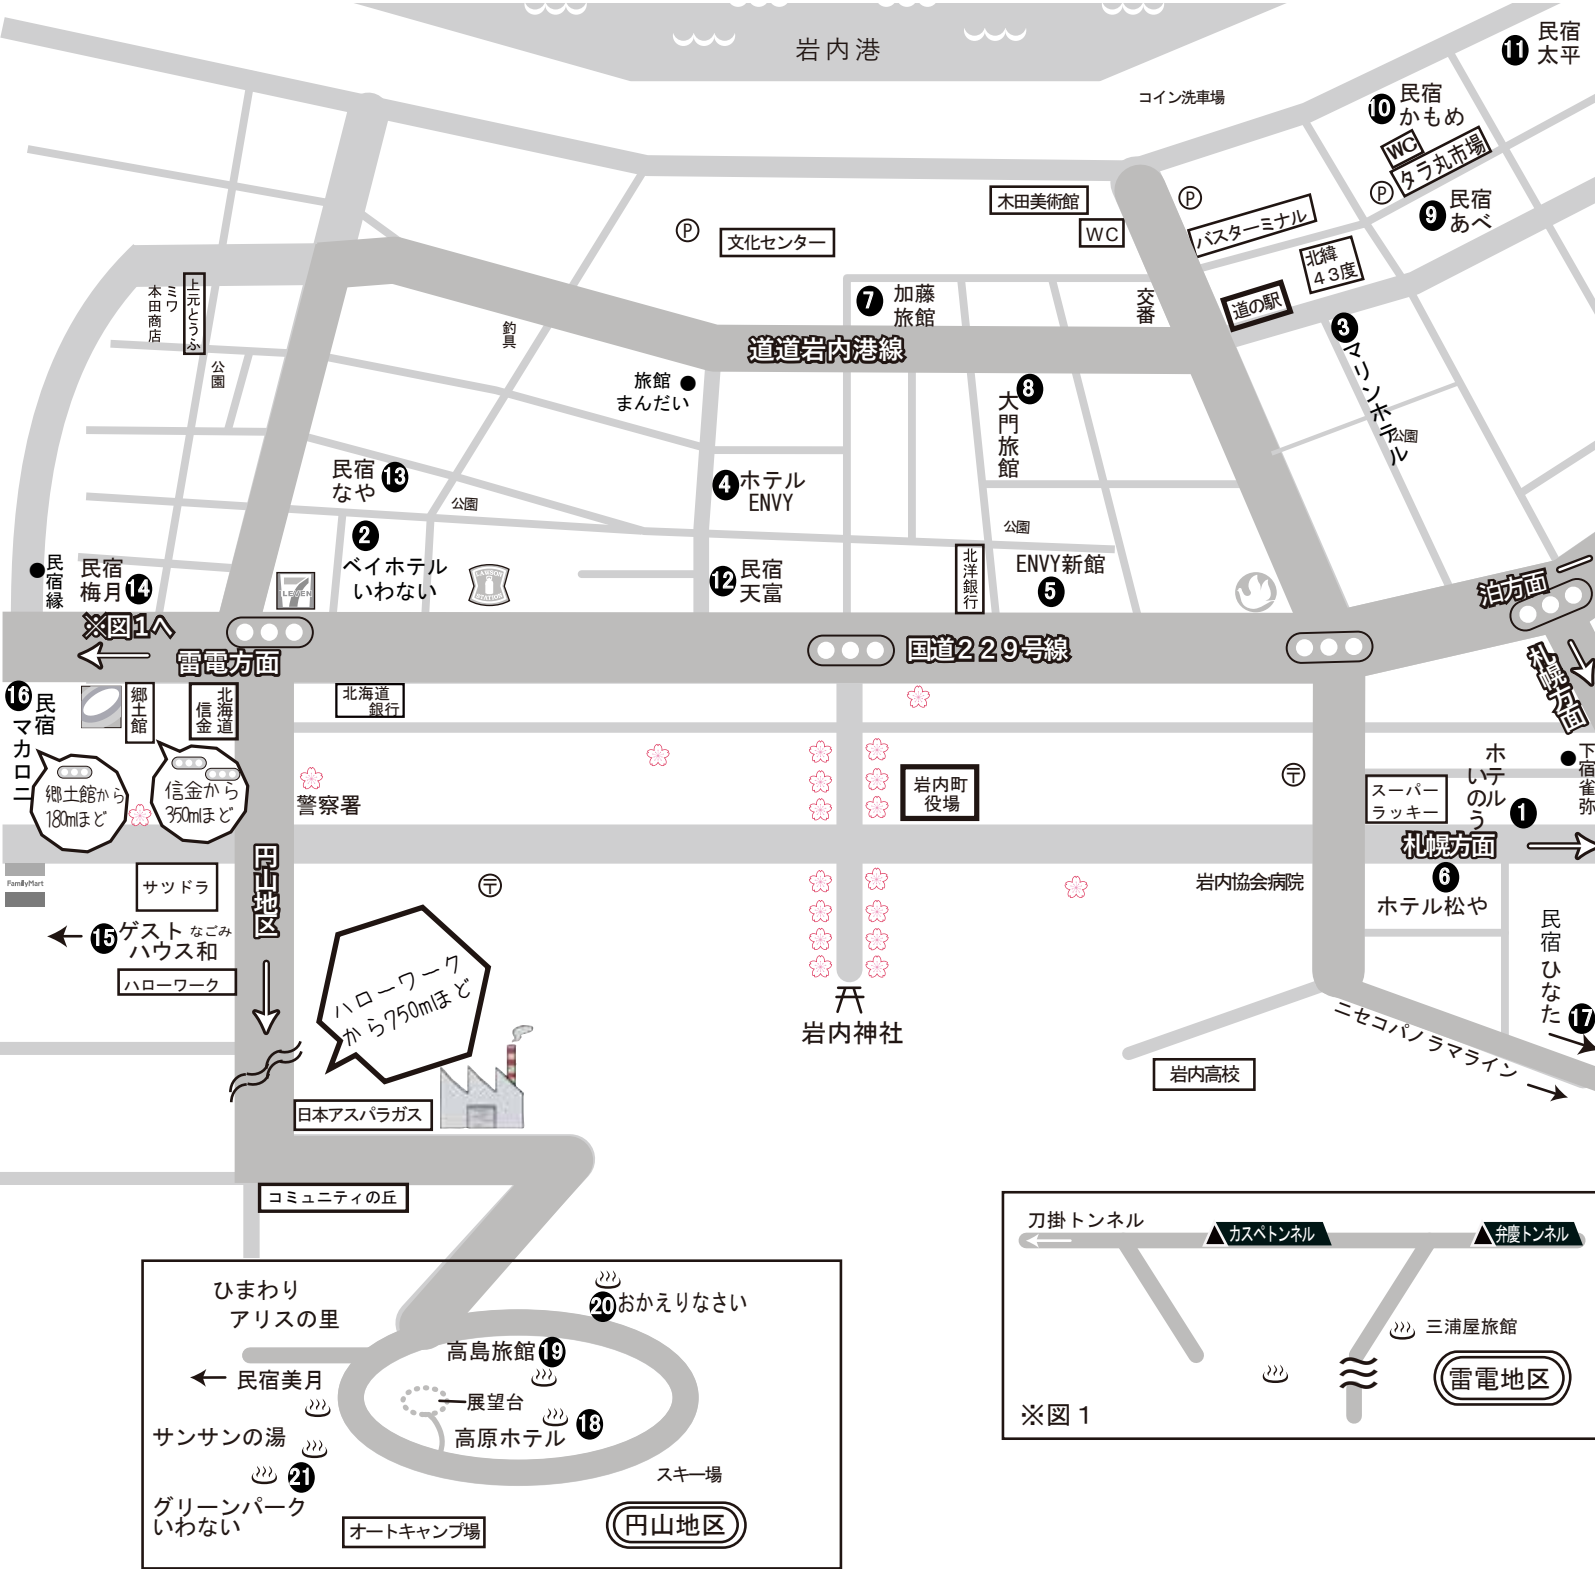 岩内港
コイン洗車場
11
民宿
太平
10
民宿
かもめ
WC
タラ丸市場
P
9
民宿
あべ
木田美術館
WC
P
バスターミナル
北緯
43度
道の駅
交番
3
マリンホテル
公園
P
文化センター
7
加藤
旅館
道道岩内港線
上元とうふ
ミワ
本田商店
公園
釣具
旅館
まんだい
8
大門旅館
民宿
なや
13
公園
4
ホテル
ENVY
公園
2
ベイホテル
いわない
LAWSON
STATION
7
ELEVEN
12
民宿
天富
北洋銀行
ENVY新館
5
民宿縁
民宿
梅月
14
※図1へ
雷電方面
国道229号線
泊方面
札幌方面
16
民宿
マカロニ
郷土館
北海道
信金
北海道
銀行
郷土館から
180mほど
信金から
350mほど
警察署
岩内町
役場
〒
スーパー
ラッキー
ホテル
いのう
1
下宿雀弥
札幌方面
FamilyMart
サツドラ
円山地区
〒
岩内協会病院
6
ホテル松や
15
ゲスト
ハウス和
なごみ
ハローワーク
ハローワーク
から750mほど
岩内神社
民宿ひなた
17
ニセコパノラマライン
岩内高校
日本アスパラガス
コミュニティの丘
ひまわり
アリスの里
20
おかえりなさい
高島旅館
19
民宿美月
展望台
高原ホテル
18
サンサンの湯
21
グリーンパーク
いわない
スキー場
オートキャンプ場
円山地区
刀掛トンネル
カスペトンネル
弁慶トンネル
三浦屋旅館
雷電地区
※図1